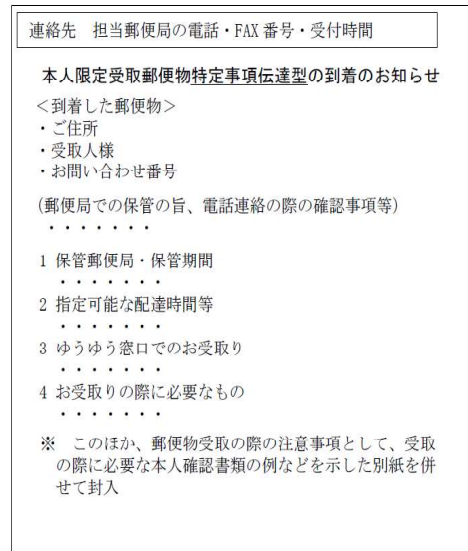 連絡先 担当郵便局の電話・FAX 番号・受付時間
本人限定受取郵便物特定事項伝達型の到着のお知らせ
＜到着した郵便物＞
・ご住所
・受取人様
・お問い合わせ番号
(郵便局での保管の旨、電話連絡の際の確認事項等)
・・・・・・・
1 保管郵便局・保管期間
・・・・・・・
2 指定可能な配達時間等
・・・・・・・
3 ゆうゆう窓口でのお受取り
・・・・・・・
4 お受取りの際に必要なもの
・・・・・・・
※ このほか、郵便物受取の際の注意事項として、受取
の際に必要な本人確認書類の例などを示した別紙を併
せて封入